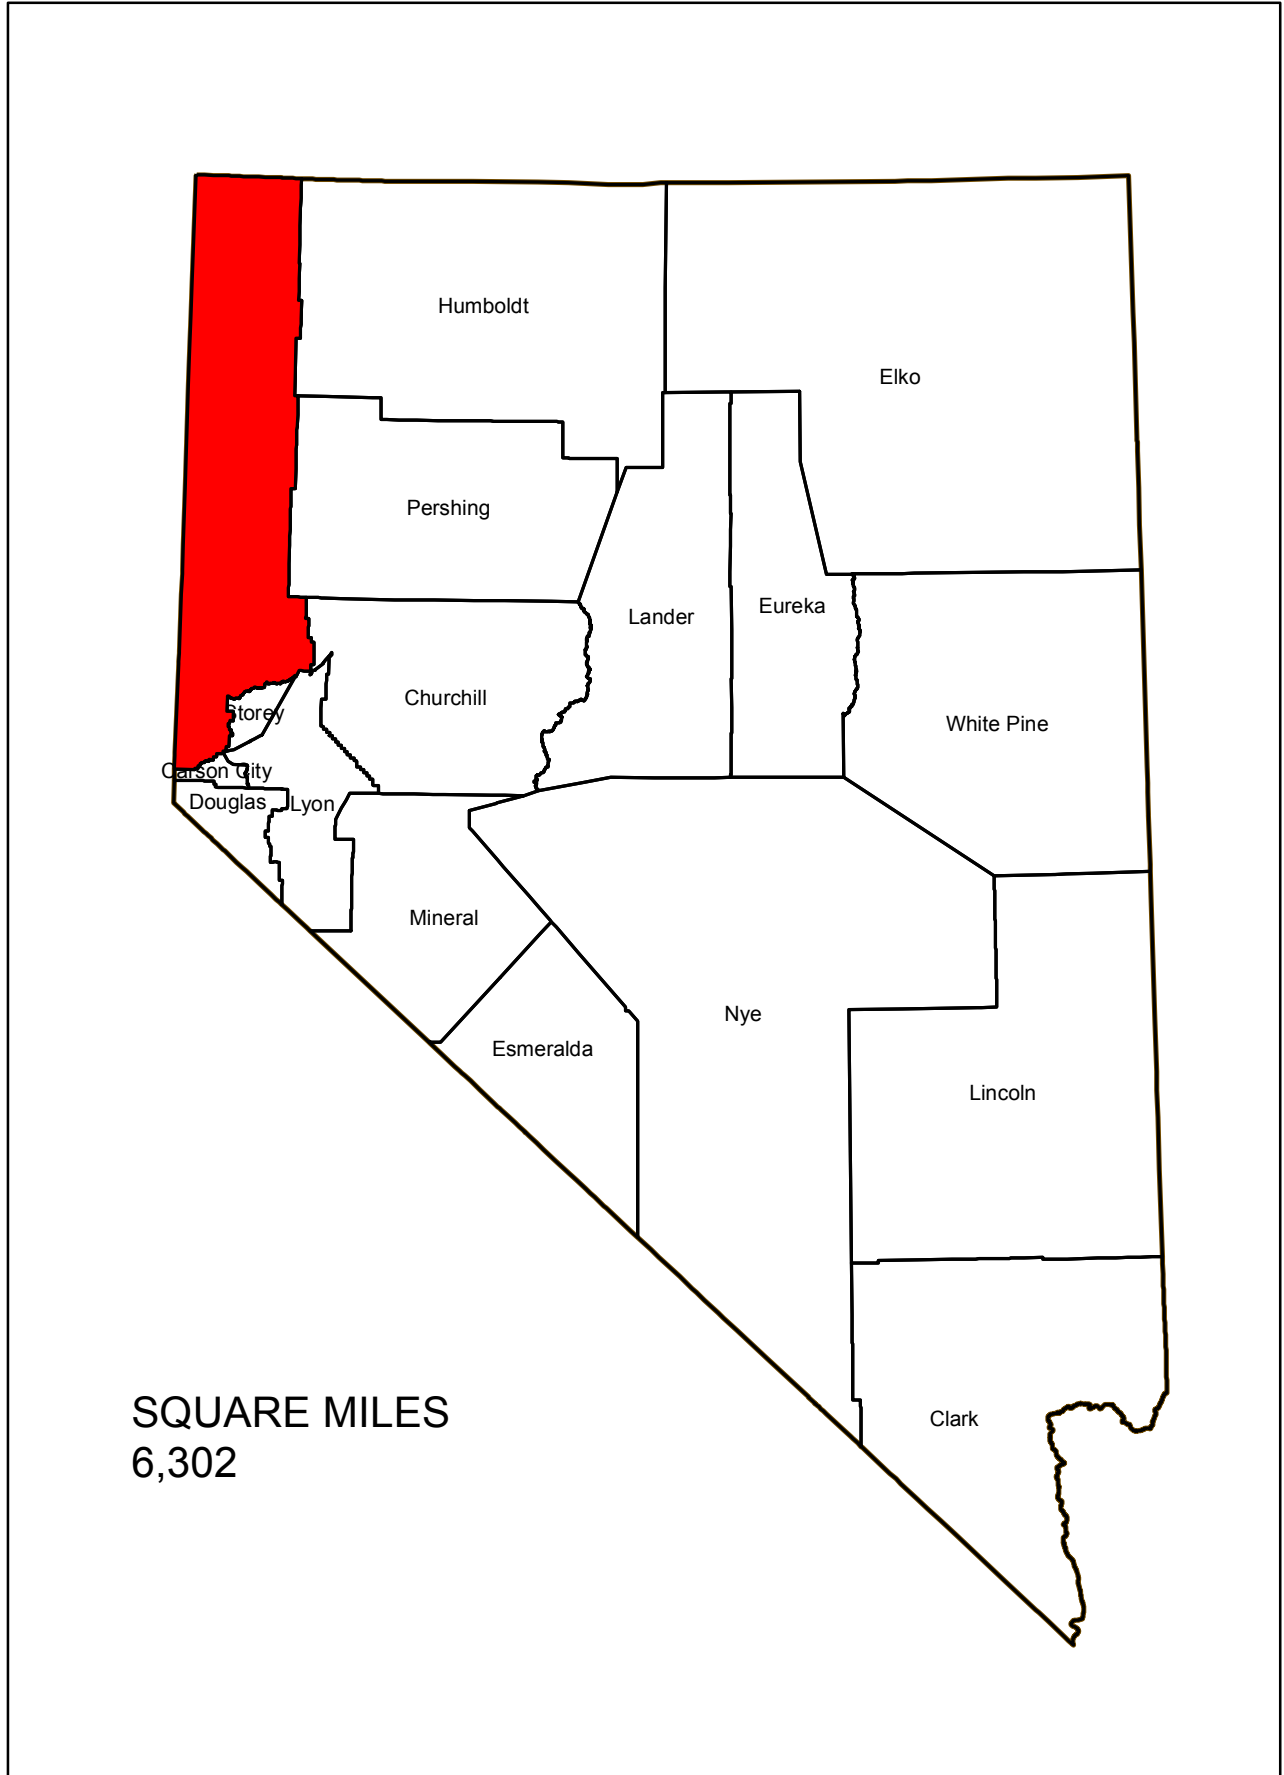 Humboldt
Elko
Pershing
Eureka
Lander
Churchill
Storey
White Pine
Carson City
Douglas
Lyon
Mineral
Nye
Esmeralda
Lincoln
SQUARE MILES
6,302
Clark